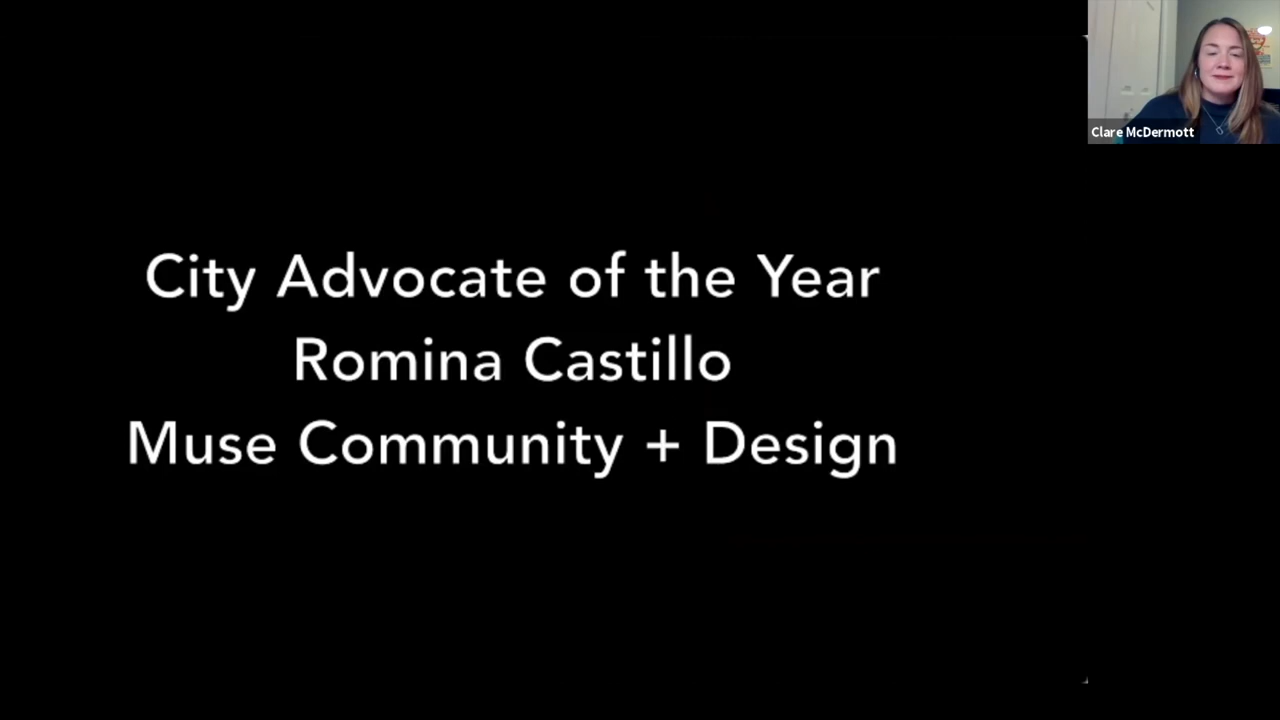 Clare McDermott
City Advocate of the Year
Romina Castillo
Muse Community + Design